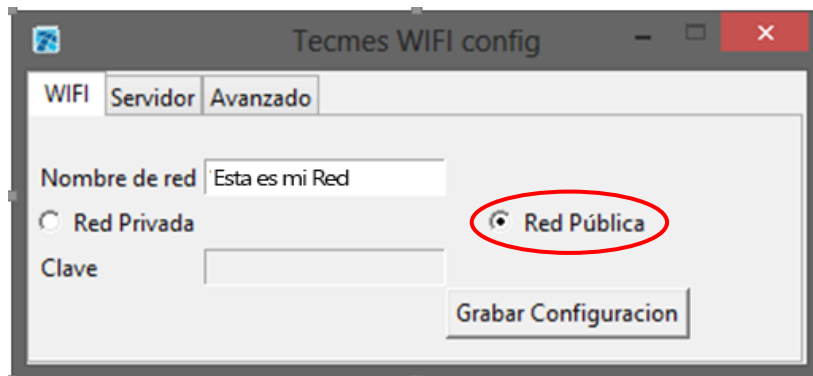 Tecmes WIFI config
WIFI Servidor Avanzado
Nombre de red Esta es mi Red
Red Privada Red Pública
Clave
Grabar Configuracion